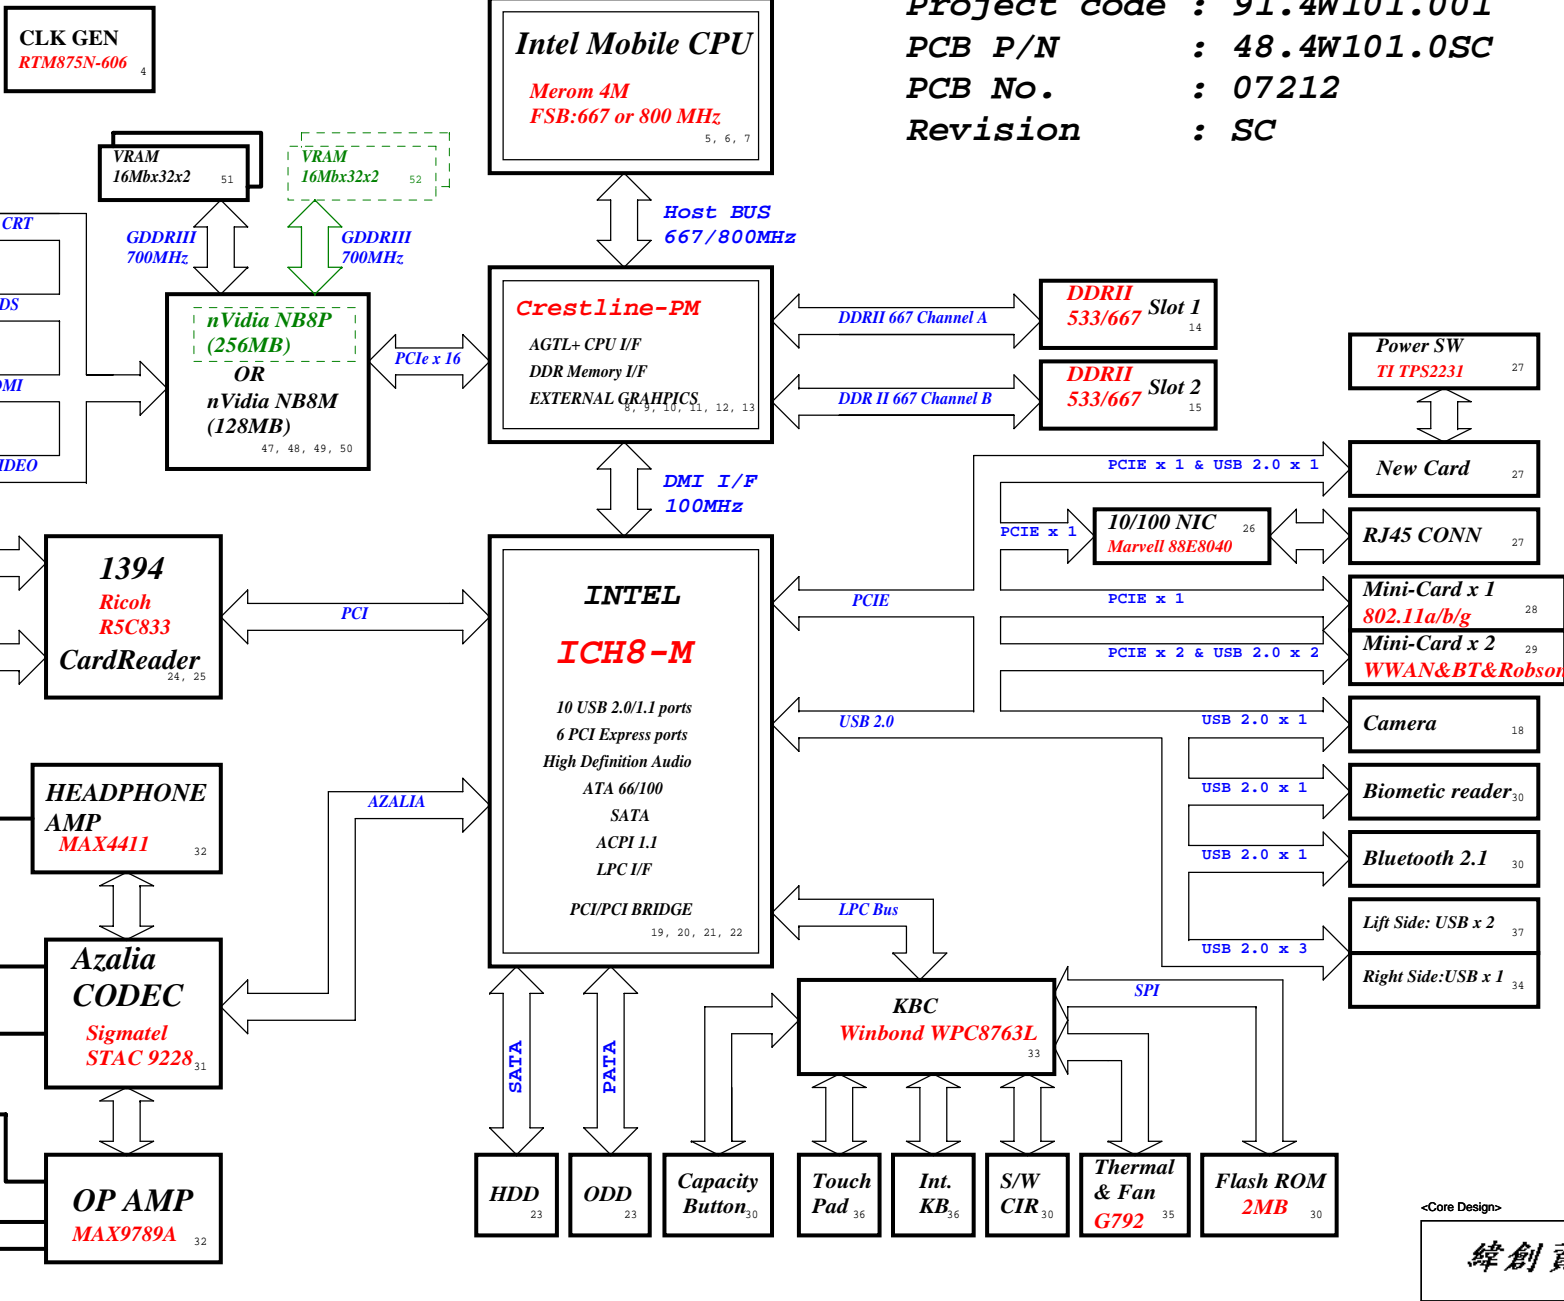 Project code : 91.4W101.001
PCB P/N : 48.4W101.0SC
PCB No. : 07212
Revision : SC
CLK GEN
RTM875N-606
4
Intel Mobile CPU
Merom 4M
FSB:667 or 800 MHz
5, 6, 7
VRAM
16Mbx32x2
51
VRAM
16Mbx32x2
52
Host BUS
667/800MHz
CRT
GDDRIII
700MHz
GDDRIII
700MHz
nVidia NB8P
(256MB)
OR
nVidia NB8M
(128MB)
47, 48, 49, 50
PCIe x 16
Crestline-PM
AGTL+ CPU I/F
DDR Memory I/F
EXTERNAL GRAHPICS
8, 9, 10, 11, 12, 13
DDRII 667 Channel A
DDRII
533/667
Slot 1
14
DDR II 667 Channel B
DDRII
533/667
Slot 2
15
DMI I/F
100MHz
Power SW
TI TPS2231
27
PCIE x 1 & USB 2.0 x 1
New Card
27
PCIE x 1
10/100 NIC
Marvell 88E8040
26
RJ45 CONN
27
PCIE x 1
Mini-Card x 1
802.11a/b/g
28
PCIE x 2 & USB 2.0 x 2
Mini-Card x 2
29
WWAN&BT&Robson
1394
Ricoh
R5C833
CardReader
24, 25
PCI
INTEL
ICH8-M
10 USB 2.0/1.1 ports
6 PCI Express ports
High Definition Audio
ATA 66/100
SATA
ACPI 1.1
LPC I/F
PCI/PCI BRIDGE
19, 20, 21, 22
PCIE
USB 2.0
USB 2.0 x 1
Camera
18
USB 2.0 x 1
Biometic reader
30
USB 2.0 x 1
Bluetooth 2.1
30
USB 2.0 x 3
Lift Side: USB x 2
37
Right Side:USB x 1
34
HEADPHONE
AMP
MAX4411
32
AZALIA
Azalia
CODEC
Sigmatel
STAC 9228
31
OP AMP
MAX9789A
32
LPC Bus
KBC
Winbond WPC8763L
33
SPI
SATA
PATA
HDD
23
ODD
23
Capacity
Button
30
Touch
Pad
36
Int.
KB
36
S/W
CIR
30
Thermal
& Fan
G792
35
Flash ROM
2MB
30
<Core Design>
緯創